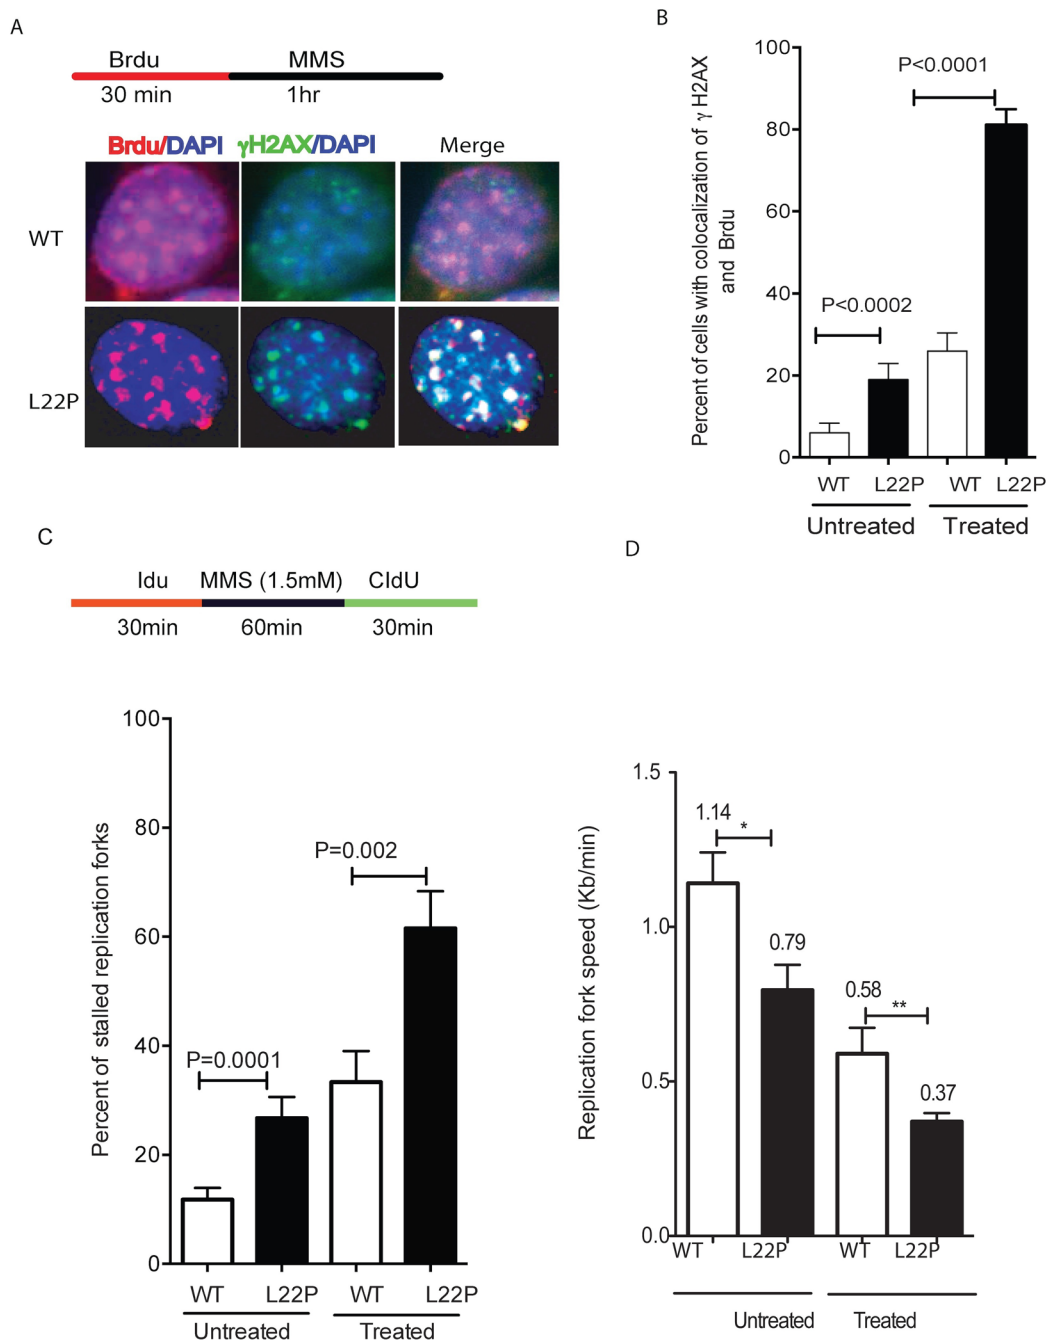 A
Brdu MMS
30 min 1hr
Brdu/DAPI γH2AX/DAPI Merge
WT
L22P
B
Percent of cells with colocalization of γ H2AX
and Brdu
100
80
60
40
20
0
P<0.0001
P<0.0002
WT L22P WT L22P
Untreated Treated
C
Idu MMS (1.5mM) CldU
30min 60min 30min
Percent of stalled replication forks
100
80
60
40
20
0
P=0.002
P=0.0001
WT L22P WT L22P
Untreated Treated
D
Replication fork speed (Kb/min)
1.5
1.0
0.5
0.0
1.14
*
0.79
0.58
**
0.37
WT L22P WT L22P
Untreated Treated